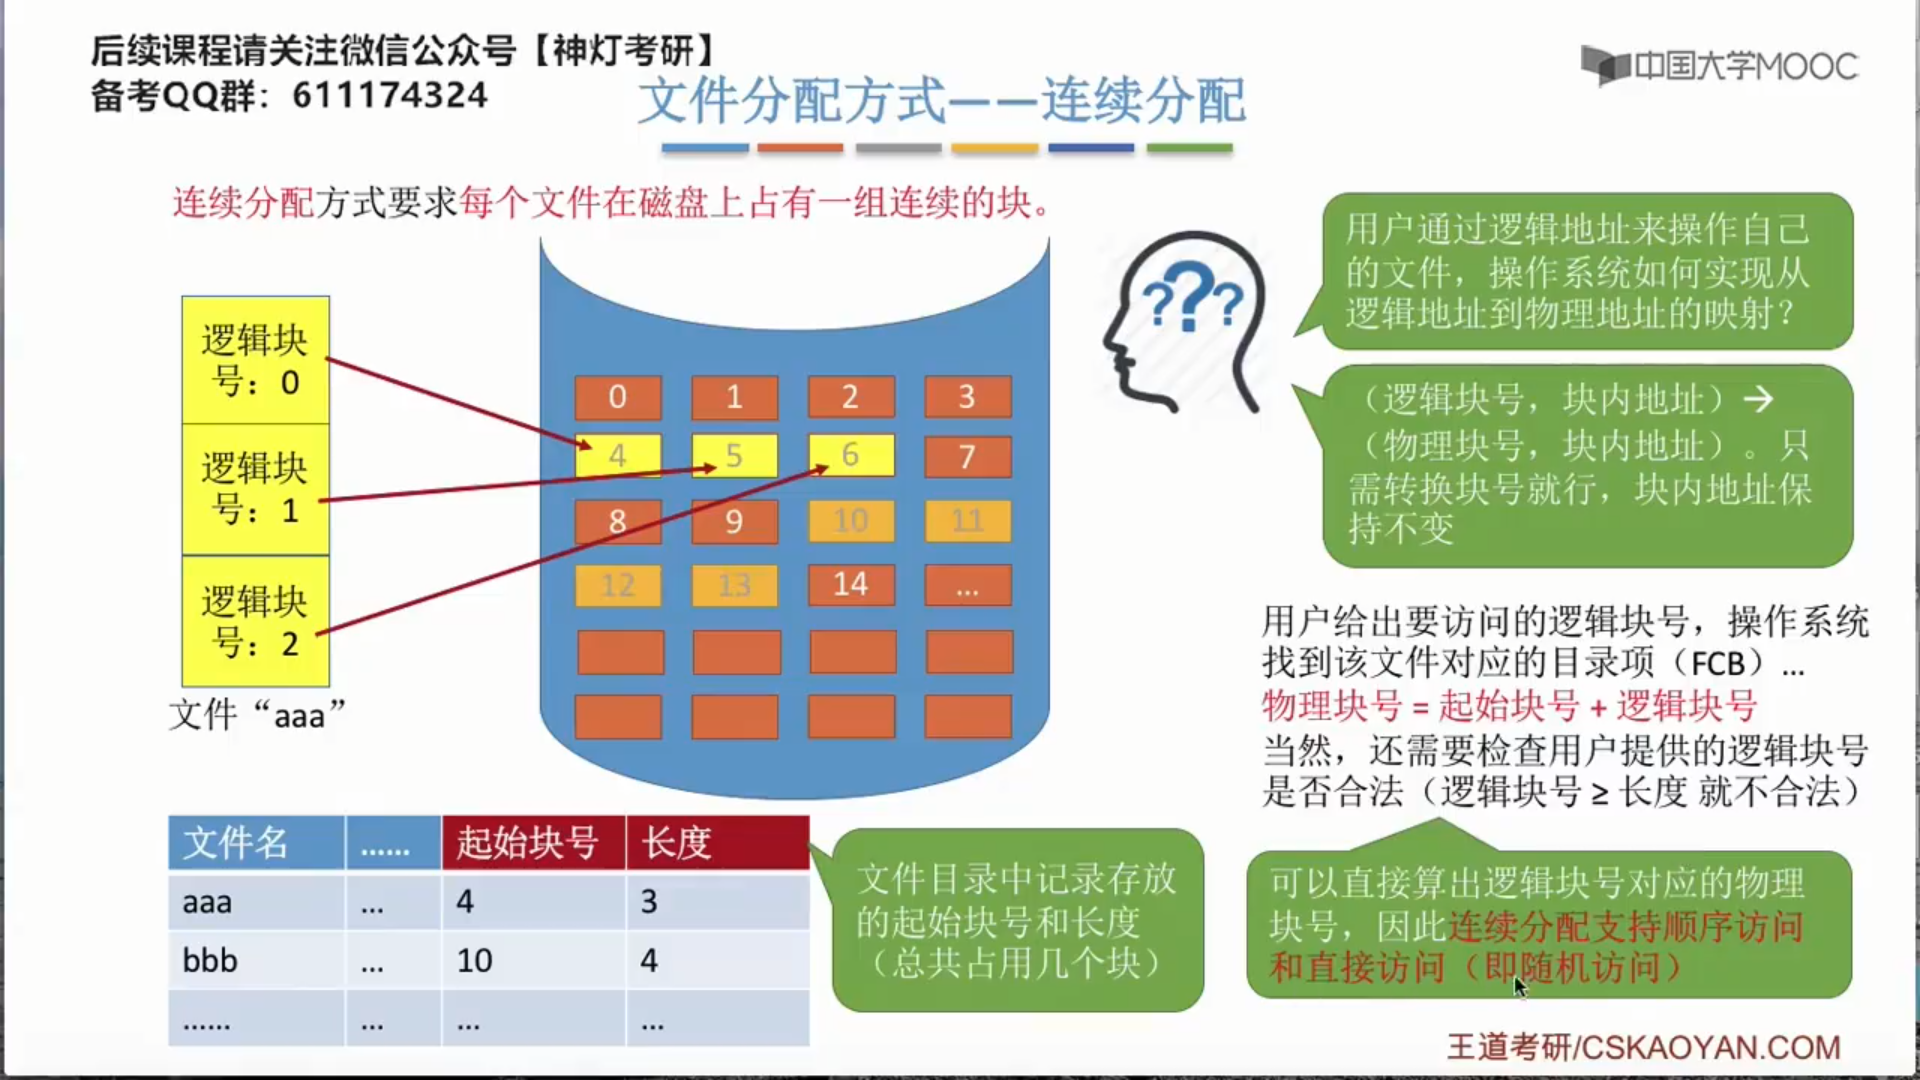 后续课程请关注微信公众号【神灯考研】
备考QQ群：611174324
中国大学MOOC
文件分配方式——连续分配
连续分配方式要求每个文件在磁盘上占有一组连续的块。
逻辑块
号：0
逻辑块
号：1
逻辑块
号：2
文件“aaa”
0 1 2 3
4 5 6 7
8 9 10 11
12 13 14 ...
???
用户通过逻辑地址来操作自己
的文件，操作系统如何实现从
逻辑地址到物理地址的映射？
（逻辑块号，块内地址）→
（物理块号，块内地址）。只
需转换块号就行，块内地址保
持不变
用户给出要访问的逻辑块号，操作系统
找到该文件对应的目录项（FCB）...
物理块号 = 起始块号 + 逻辑块号
当然，还需要检查用户提供的逻辑块号
是否合法（逻辑块号 ≥ 长度 就不合法）
文件名 …… 起始块号 长度
aaa ... 4 3
bbb ... 10 4
…… ... ... ...
文件目录中记录存放
的起始块号和长度
（总共占用几个块）
可以直接算出逻辑块号对应的物理
块号，因此连续分配支持顺序访问
和直接访问（即随机访问）
王道考研/CSKAOYAN.COM